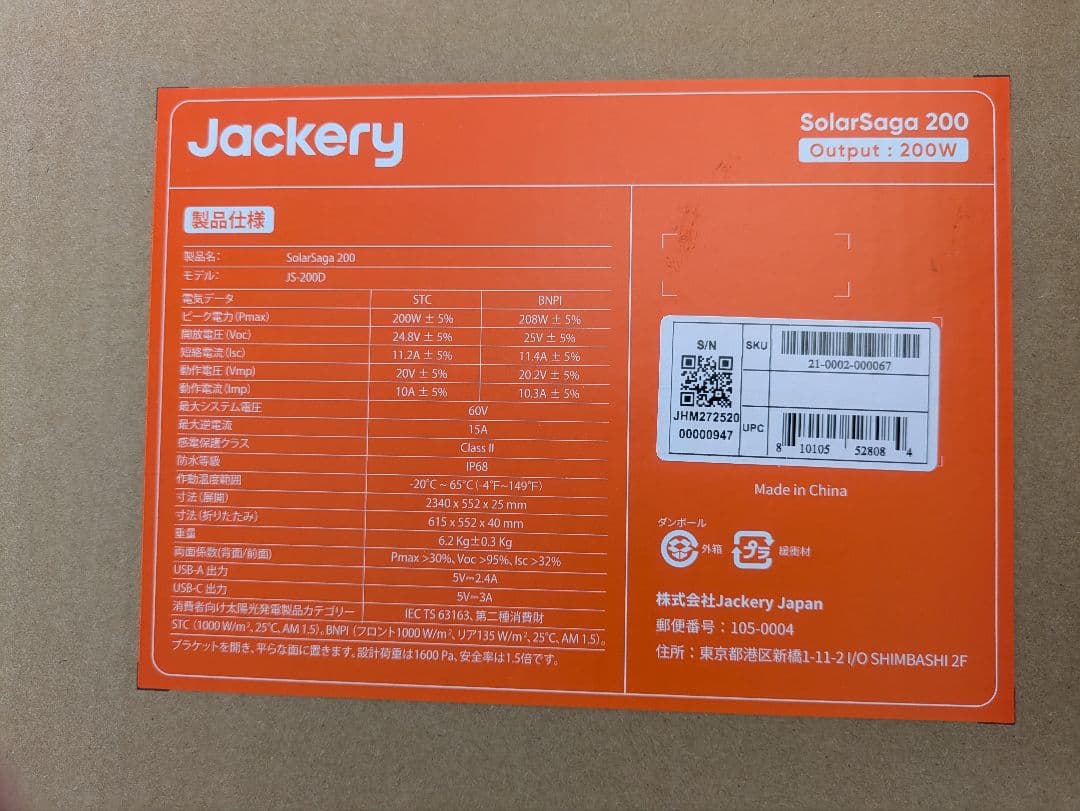 Jackery
SolarSaga 200
Output : 200W
製品仕様
製品名: SolarSaga 200
モデル: JS-200D
電気データ STC BNPI
ピーク電力(Pmax) 200W ± 5% 208W ± 5%
開放電圧(Voc) 24.8V ± 5% 25V ± 5%
短絡電流(Isc) 11.2A ± 5% 11.4A ± 5%
動作電圧(Vmp) 20V ± 5% 20.2V ± 5%
動作電流(Imp) 10A ± 5% 10.3A ± 5%
最大システム電圧 60V
最大逆電流 15A
感電保護クラス Class II
防水等級 IP68
作動温度範囲 -20°C ~ 65°C (-4°F~149°F)
寸法(展開) 2340 x 552 x 25 mm
寸法(折りたたみ) 615 x 552 x 40 mm
重量 6.2 Kg±0.3 Kg
両面係数(背面/前面) Pmax >30%, Voc >95%, Isc >32%
USB-A 出力 5V⎓2.4A
USB-C 出力 5V⎓3A
消費者向け太陽光発電製品カテゴリー IEC TS 63163, 第二種消費財
STC (1000 W/m², 25°C, AM 1.5)。BNPI (フロント1000 W/m², リア135 W/m², 25°C, AM 1.5)。
ブラケットを開き、平らな面に置きます。設計荷重は1600 Pa、安全率は1.5倍です。
S/N
JHM272520
00000947
SKU
21-0002-000067
UPC
8 10105 52808 4
Made in China
ダンボール
外箱
プラ
緩衝材
株式会社Jackery Japan
郵便番号：105-0004
住所：東京都港区新橋1-11-2 I/O SHIMBASHI 2F